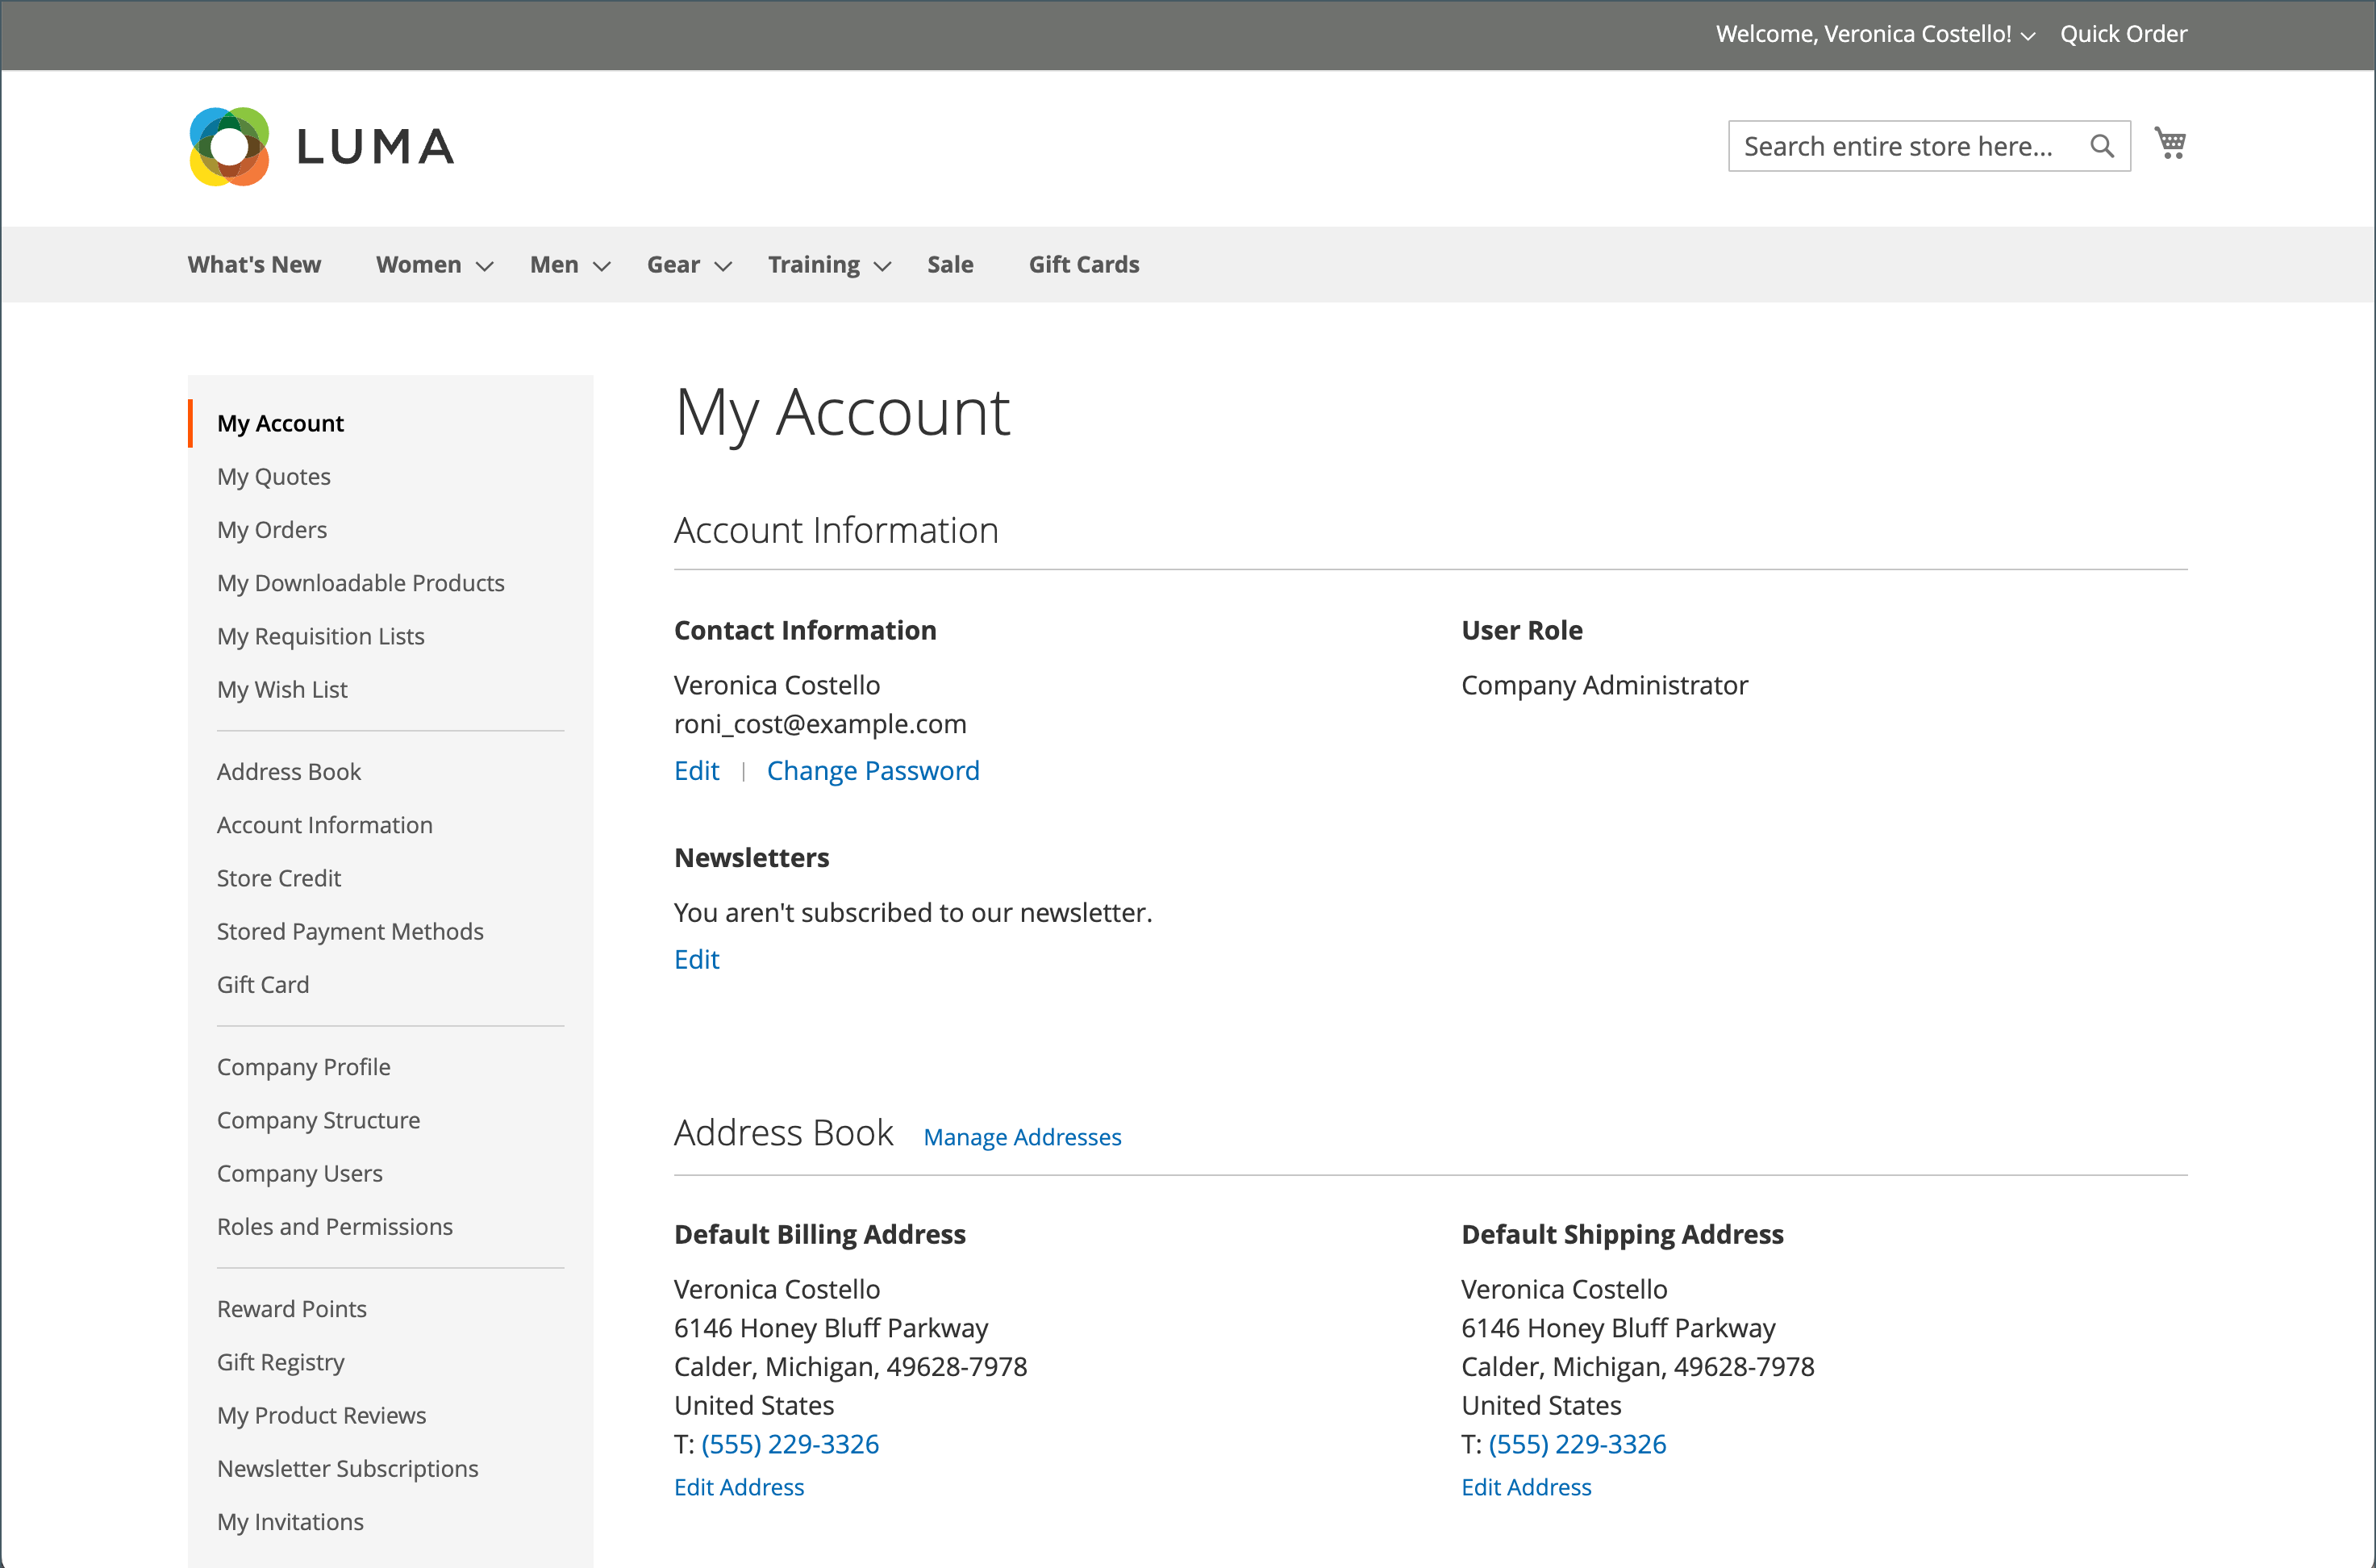 Welcome, Veronica Costello! Quick Order
LUMA
Search entire store here...
What's New Women Men Gear Training Sale Gift Cards
My Account
My Quotes
My Orders
My Downloadable Products
My Requisition Lists
My Wish List
Address Book
Account Information
Store Credit
Stored Payment Methods
Gift Card
Company Profile
Company Structure
Company Users
Roles and Permissions
Reward Points
Gift Registry
My Product Reviews
Newsletter Subscriptions
My Invitations
My Account
Account Information
Contact Information
Veronica Costello
roni_cost@example.com
Edit | Change Password
User Role
Company Administrator
Newsletters
You aren't subscribed to our newsletter.
Edit
Address Book Manage Addresses
Default Billing Address
Veronica Costello
6146 Honey Bluff Parkway
Calder, Michigan, 49628-7978
United States
T: (555) 229-3326
Edit Address
Default Shipping Address
Veronica Costello
6146 Honey Bluff Parkway
Calder, Michigan, 49628-7978
United States
T: (555) 229-3326
Edit Address